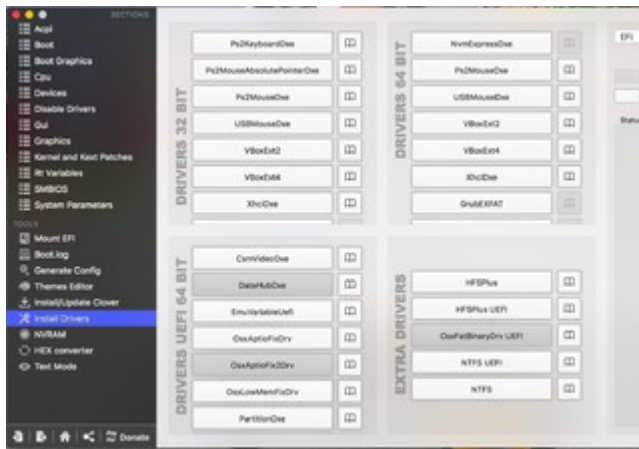 SECTIONS
Acpi
Boot
Boot Graphics
Cpu
Devices
Disable Drivers
Gui
Graphics
Kernel and Kext Patches
Rt Variables
SMBIOS
System Parameters
TOOLS
Mount EFI
Boot.log
Generate Config
Themes Editor
Install/Update Clover
Install Drivers
NVRAM
HEX converter
Text Mode
Donate
DRIVERS 32 BIT
Ps2KeyboardDxe
Ps2MouseAbsolutePointerDxe
Ps2MouseDxe
USBMouseDxe
VBoxExt2
VBoxExt4
XhciDxe
DRIVERS 64 BIT
NvmExpressDxe
Ps2MouseDxe
USBMouseDxe
VBoxExt2
VBoxExt4
XhciDxe
GrubEXFAT
DRIVERS UEFI 64 BIT
CsmVideoDxe
DataHubDxe
EmuVariableUefi
OsxAptioFixDrv
OsxAptioFix2Drv
OsxLowMemFixDrv
PartitionDxe
EXTRA DRIVERS
HFSPlus
HFSPlus UEFI
OsxFatBinaryDrv UEFI
NTFS UEFI
NTFS
EFI
Status